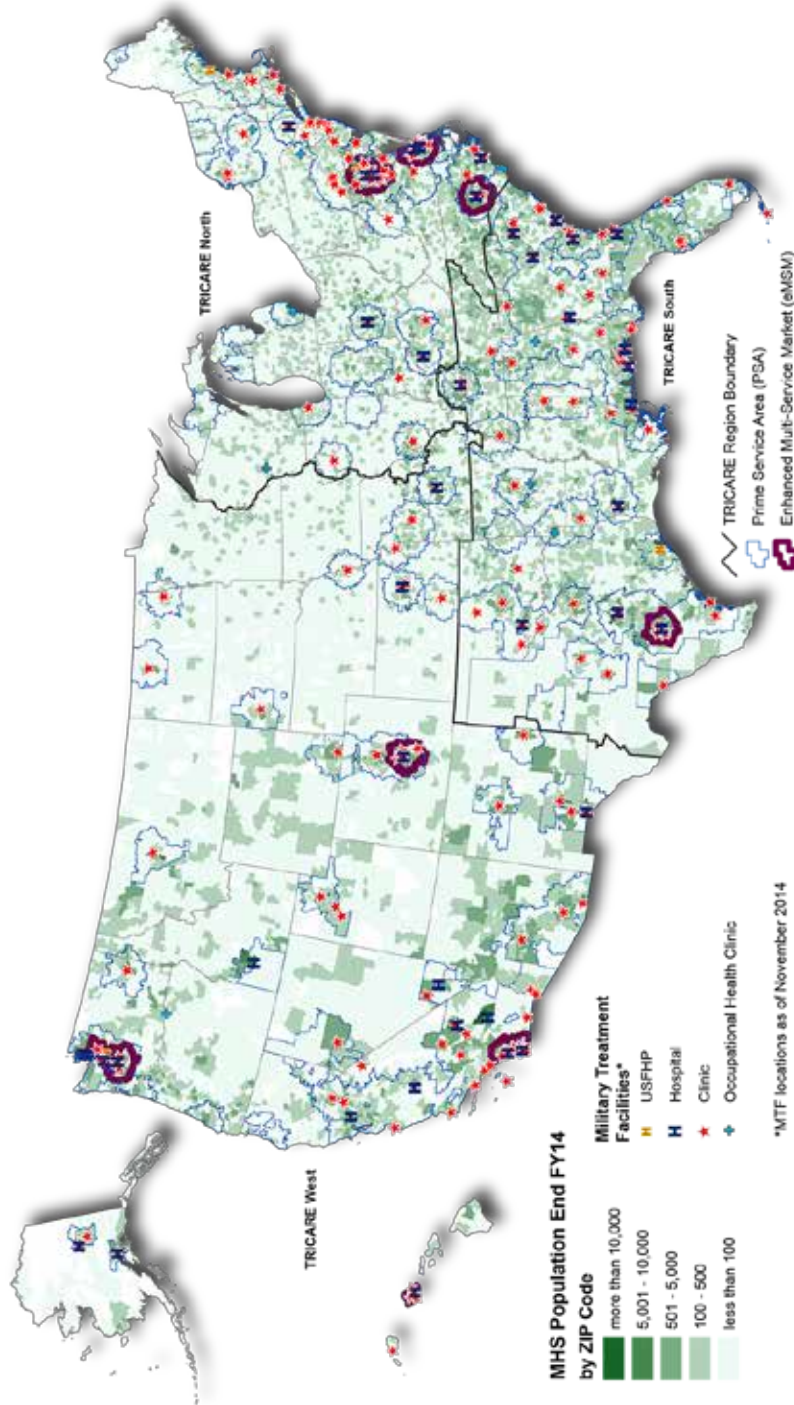 TRICARE North
TRICARE West
TRICARE South
MHS Population End FY14
by ZIP Code
more than 10,000
5,001 - 10,000
501 - 5,000
100 - 500
less than 100
Military Treatment
Facilities*
H USFHP
H Hospital
Clinic
Occupational Health Clinic
*MTF locations as of November 2014
TRICARE Region Boundary
Prime Service Area (PSA)
Enhanced Multi-Service Market (eMSM)